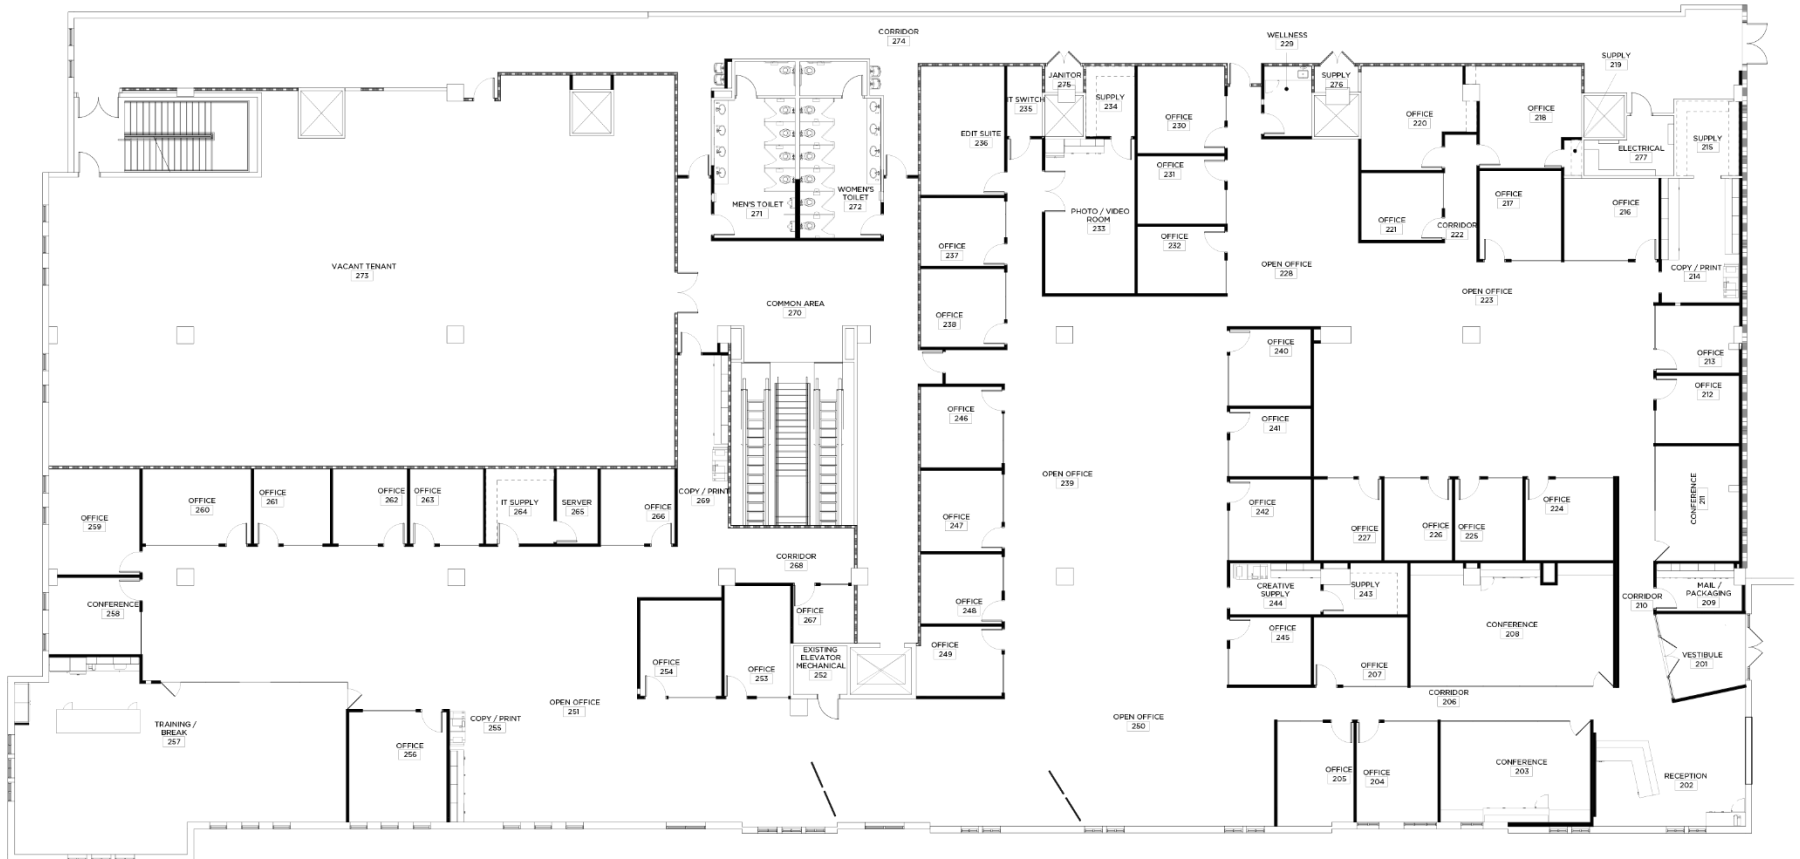 CORRIDOR
274
WELLNESS
229
SUPPLY
219
JANITOR
275
SUPPLY
276
IT SWITCH
235
SUPPLY
234
EDIT SUITE
236
OFFICE
230
OFFICE
220
OFFICE
218
SUPPLY
215
ELECTRICAL
277
OFFICE
231
MEN'S TOILET
271
WOMEN'S
TOILET
272
PHOTO / VIDEO
ROOM
233
OFFICE
232
OFFICE
221
CORRIDOR
222
OFFICE
217
OFFICE
216
OFFICE
237
VACANT TENANT
273
OPEN OFFICE
228
COPY / PRINT
214
OPEN OFFICE
223
COMMON AREA
270
OFFICE
238
OFFICE
240
OFFICE
213
OFFICE
212
OFFICE
246
OFFICE
241
OPEN OFFICE
239
CONFERENCE
211
OFFICE
259
OFFICE
260
OFFICE
261
OFFICE
262
OFFICE
263
IT SUPPLY
264
SERVER
265
OFFICE
266
COPY / PRINT
269
OFFICE
247
OFFICE
242
OFFICE
227
OFFICE
226
OFFICE
225
OFFICE
224
CORRIDOR
268
CREATIVE
SUPPLY
244
SUPPLY
243
MAIL /
PACKAGING
209
CORRIDOR
210
CONFERENCE
258
OFFICE
267
OFFICE
248
OFFICE
245
CONFERENCE
208
OFFICE
254
OFFICE
253
EXISTING
ELEVATOR
MECHANICAL
252
OFFICE
249
OFFICE
207
VESTIBULE
201
CORRIDOR
206
OPEN OFFICE
251
COPY / PRINT
255
OPEN OFFICE
250
TRAINING /
BREAK
257
OFFICE
256
OFFICE
205
OFFICE
204
CONFERENCE
203
RECEPTION
202